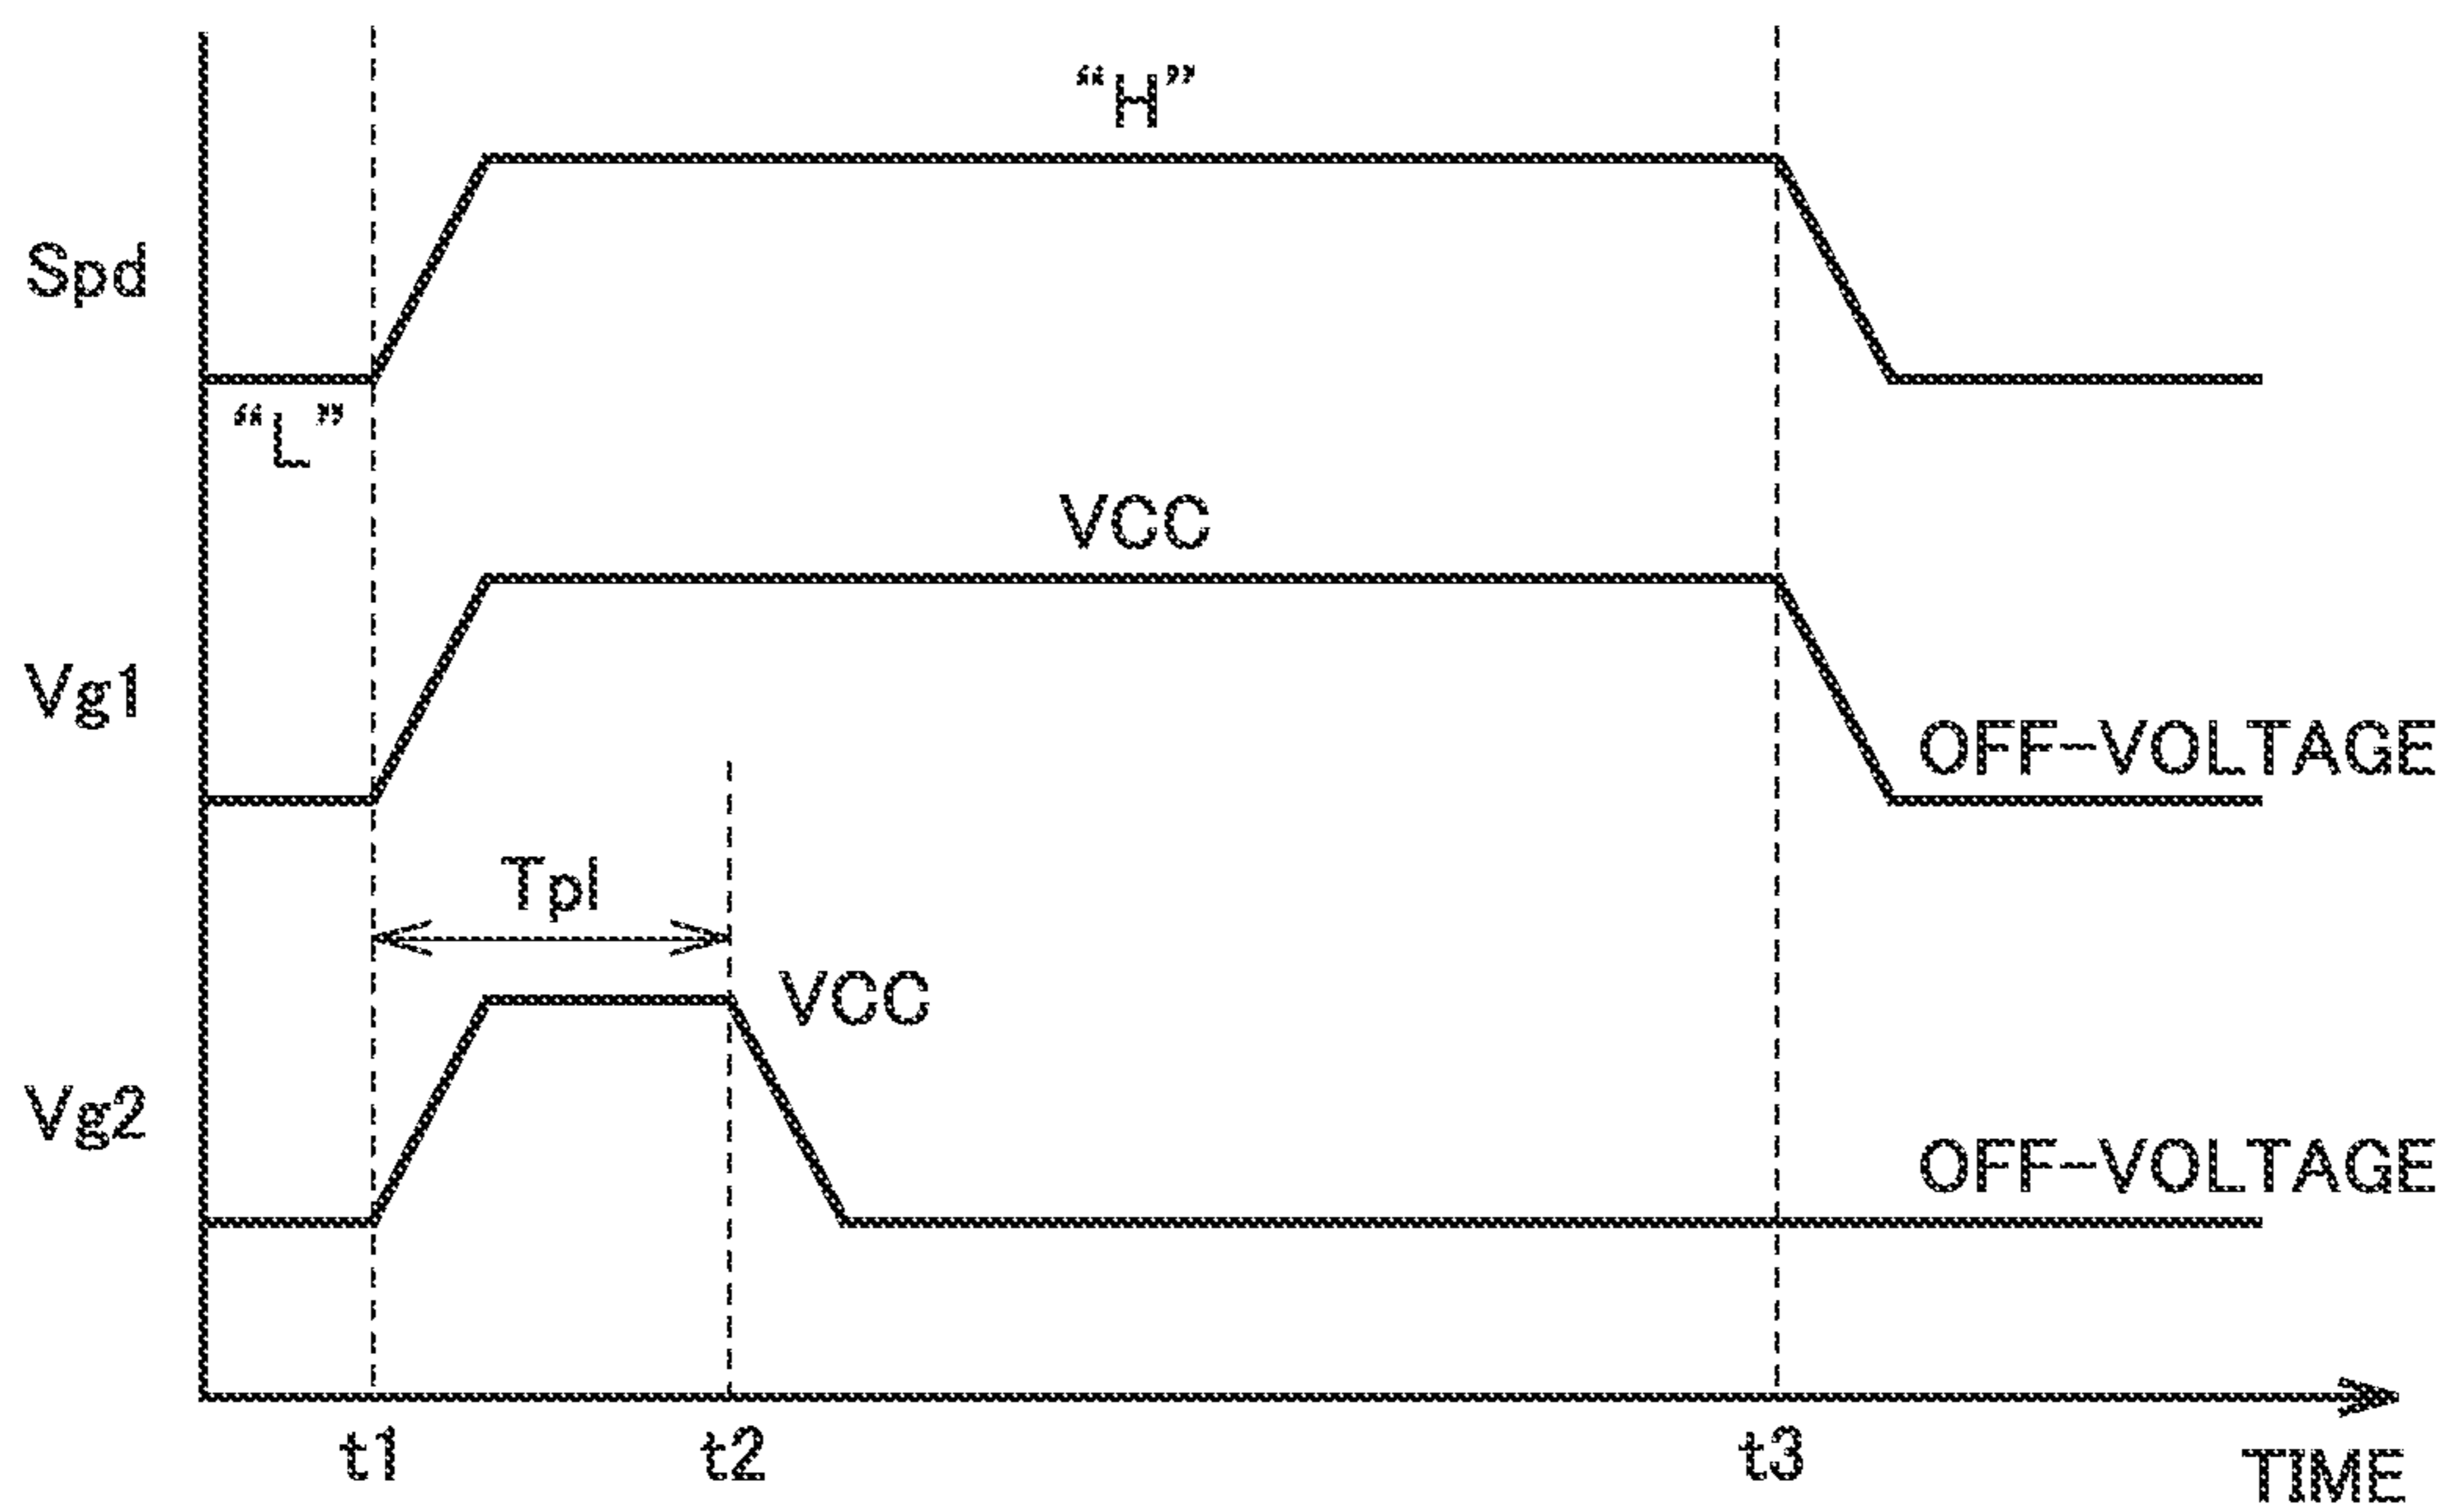 “H”
Spd
“L”
VCC
Vg1
OFF-VOLTAGE
Tpl
VCC
Vg2
OFF-VOLTAGE
t1
t2
t3
TIME